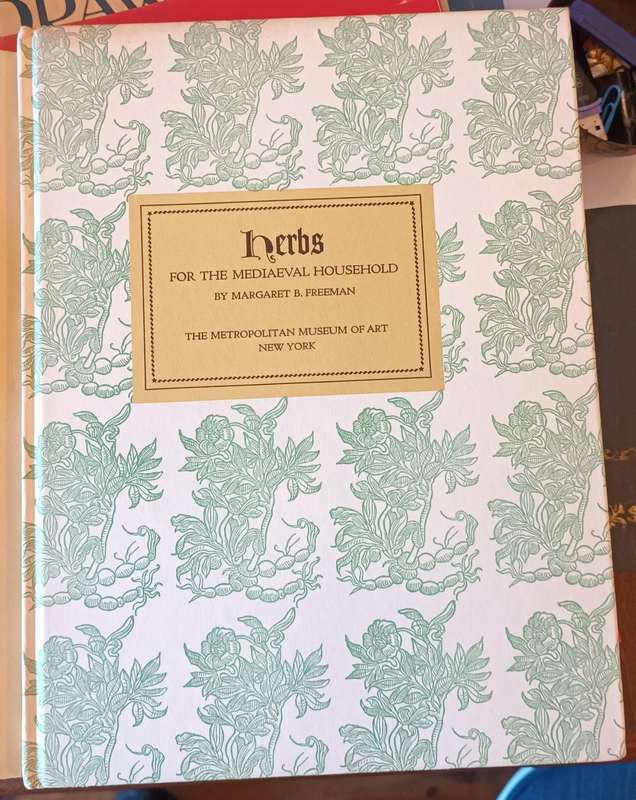 Herbs
FOR THE MEDIAEVAL HOUSEHOLD
BY MARGARET B. FREEMAN
THE METROPOLITAN MUSEUM OF ART
NEW YORK